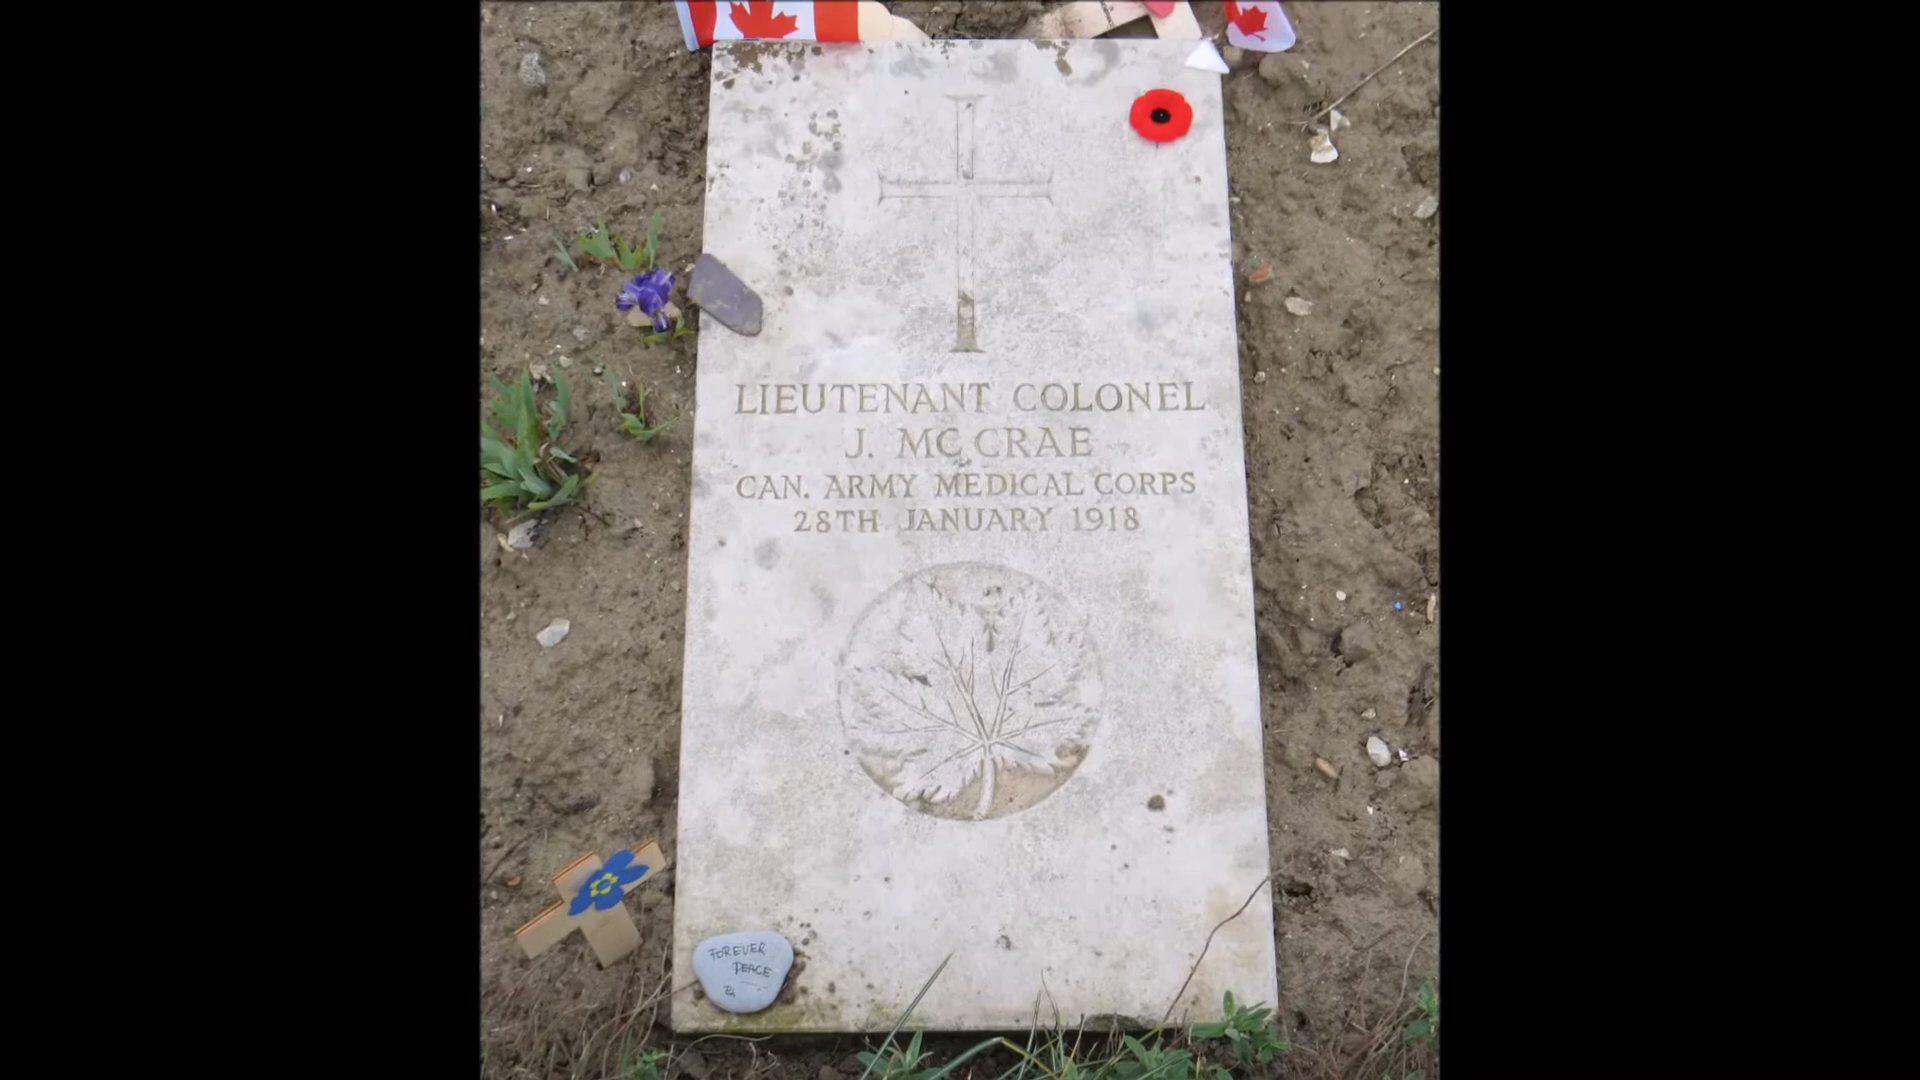 LIEUTENANT COLONEL
J. MC CRAE
CAN. ARMY MEDICAL CORPS
28TH JANUARY 1918
FOREVER
PEACE